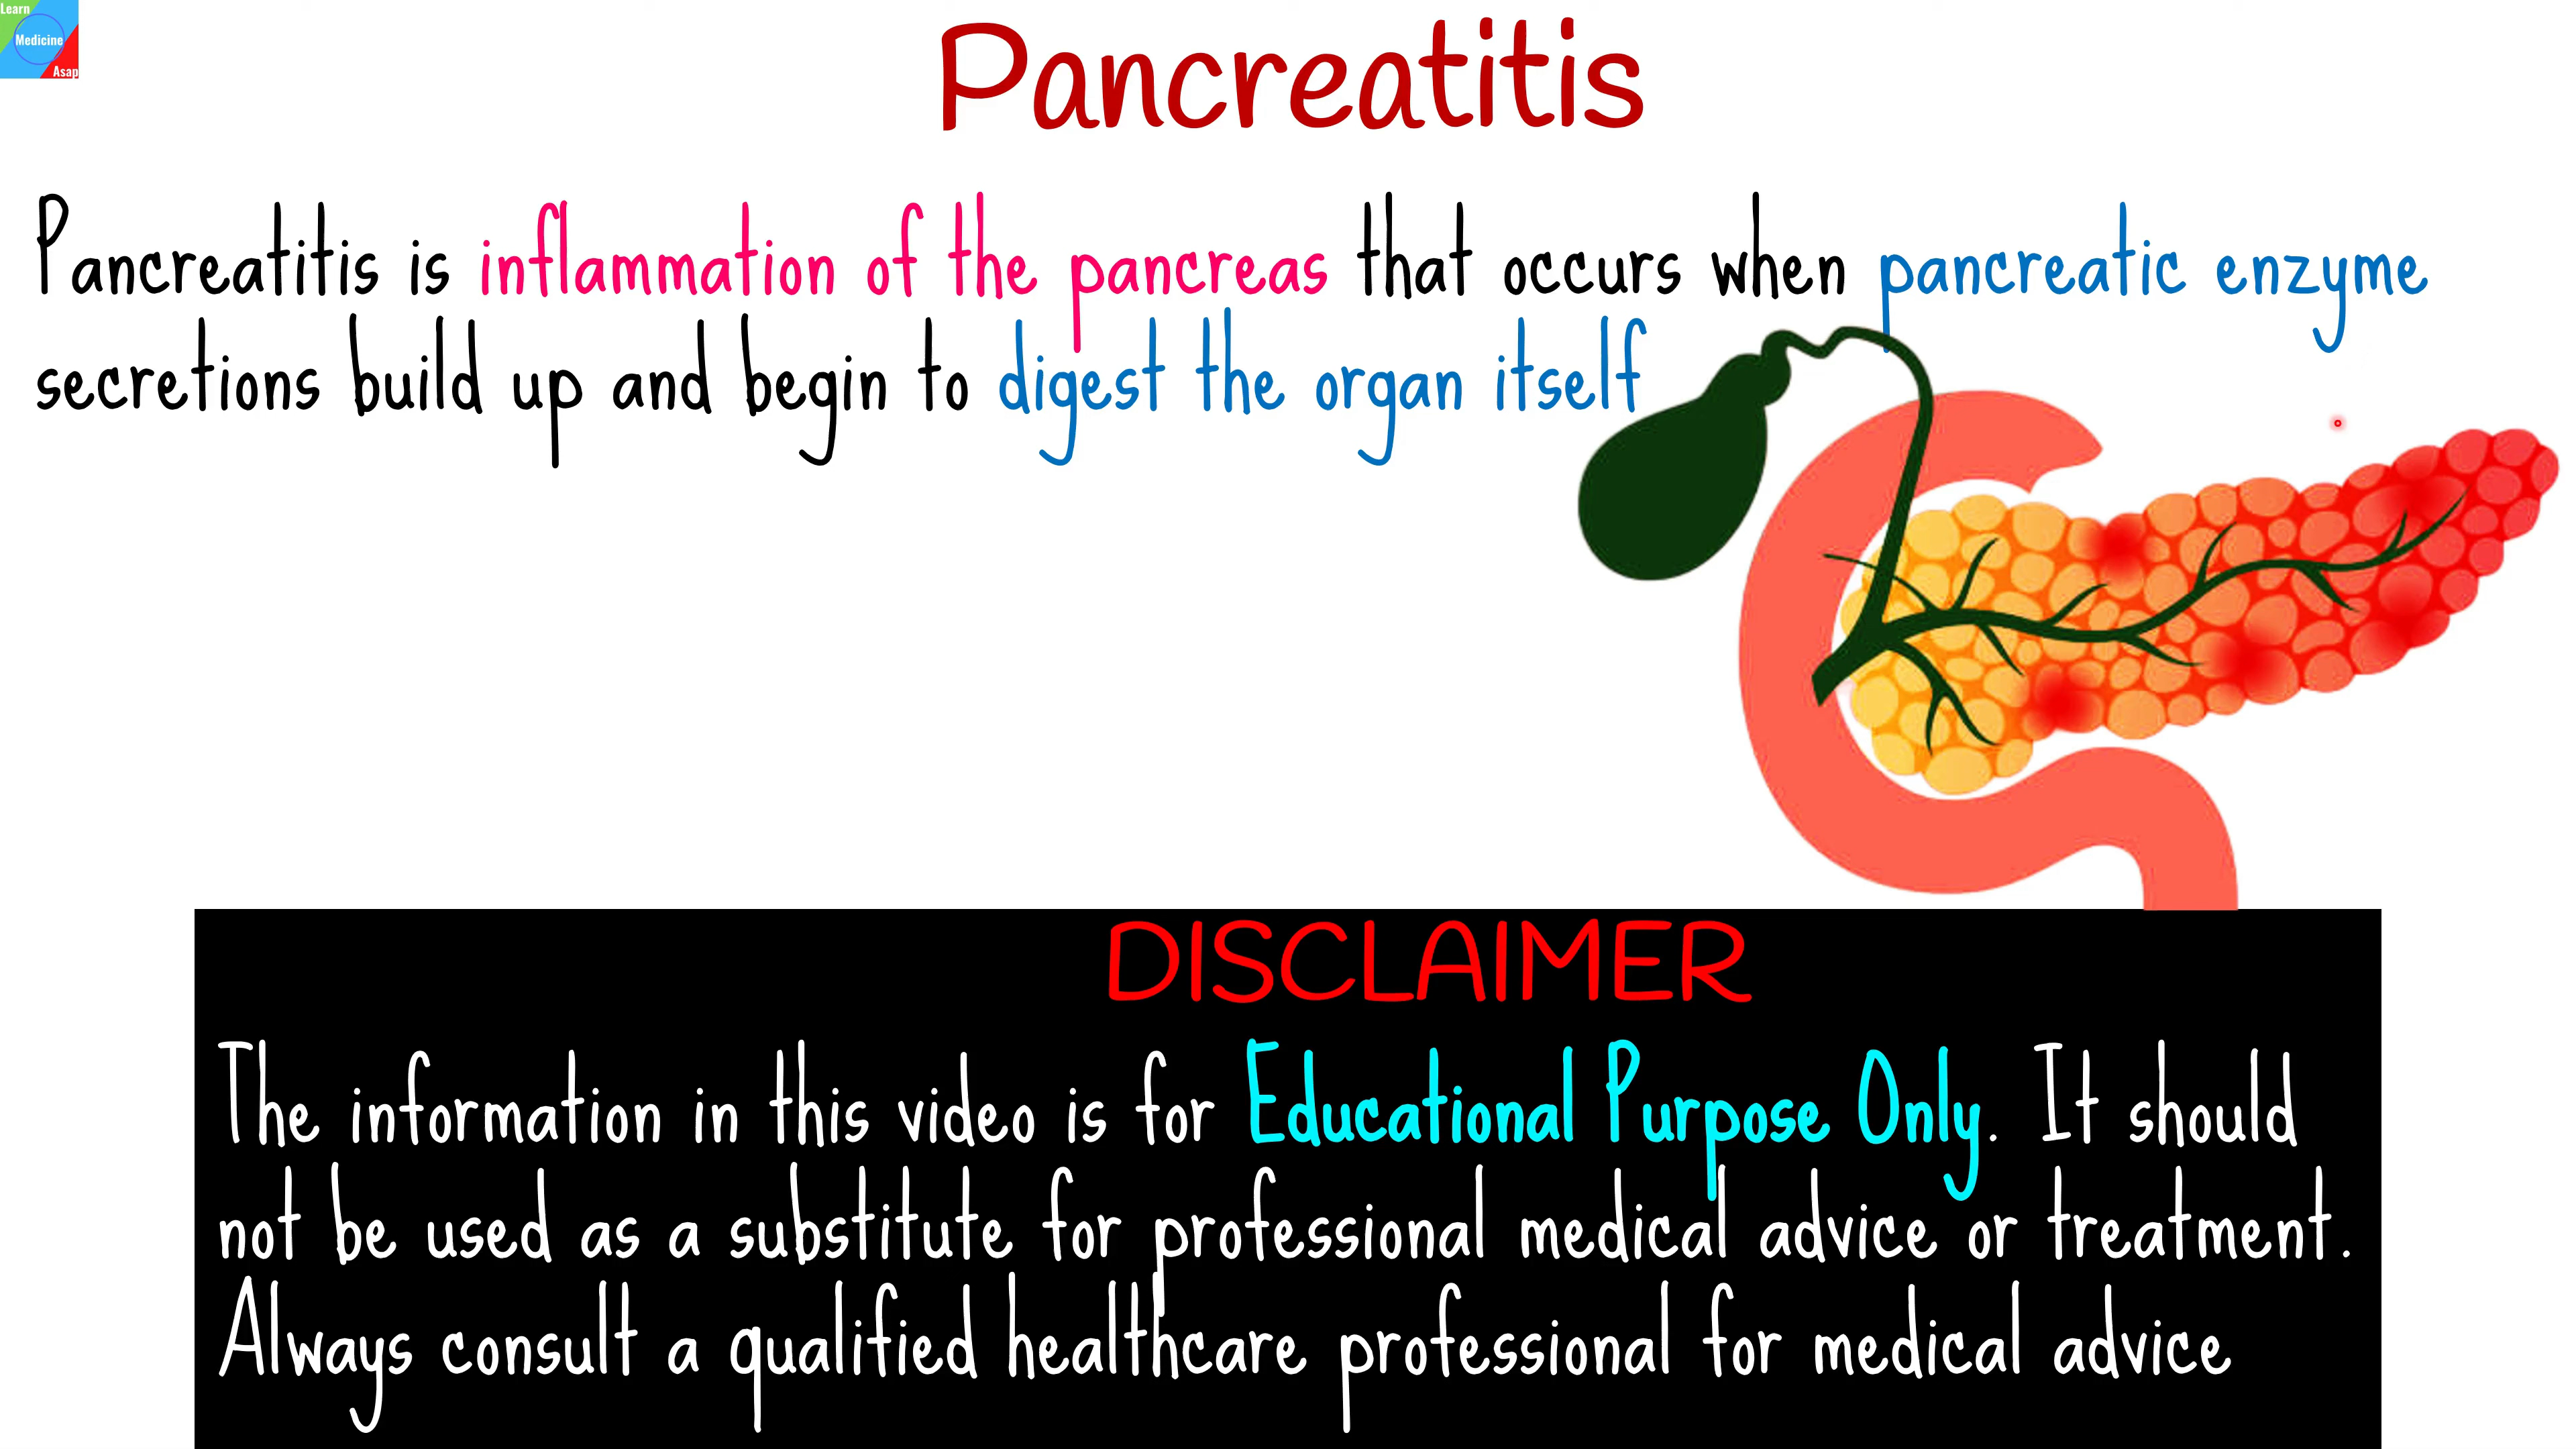 Learn
Medicine
Asap
Pancreatitis
Pancreatitis is inflammation of the pancreas that occurs when pancreatic enzyme
secretions build up and begin to digest the organ itself
DISCLAIMER
The information in this video is for Educational Purpose Only. It should
not be used as a substitute for professional medical advice or treatment.
Always consult a qualified healthcare professional for medical advice